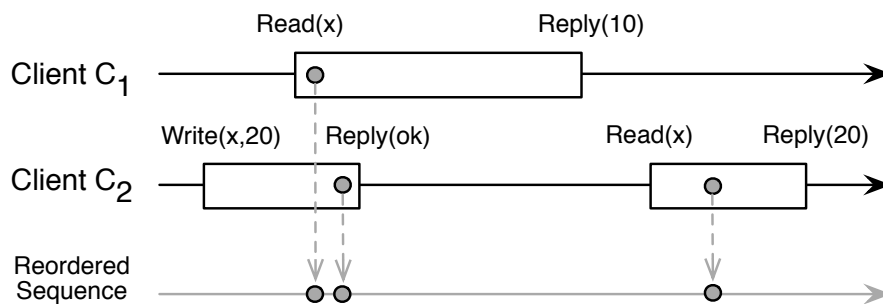 Read(x) Reply(10)
Client C1
Write(x,20) Reply(ok) Read(x) Reply(20)
Client C2
Reordered
Sequence